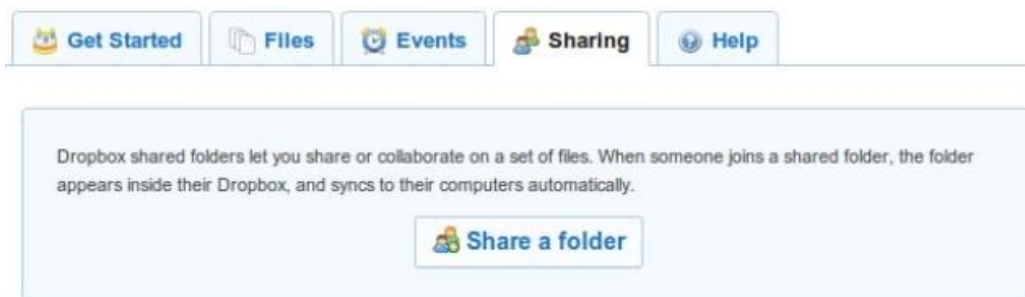 Get Started Files Events Sharing Help
Dropbox shared folders let you share or collaborate on a set of files. When someone joins a shared folder, the folder
appears inside their Dropbox, and syncs to their computers automatically.
Share a folder